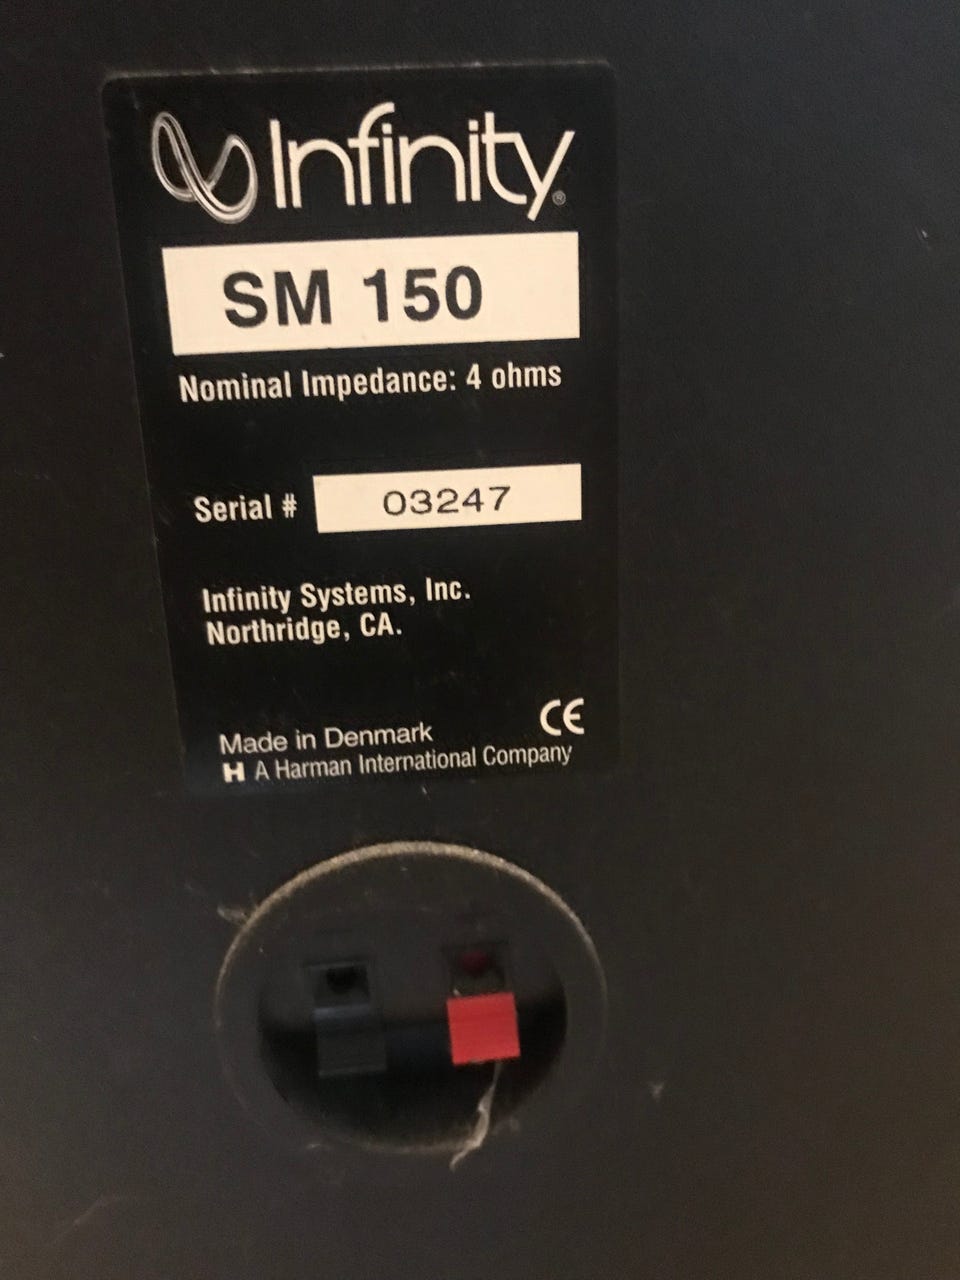 Infinity®
SM 150
Nominal Impedance: 4 ohms
Serial # 03247
Infinity Systems, Inc.
Northridge, CA.
CE
Made in Denmark
H A Harman International Company